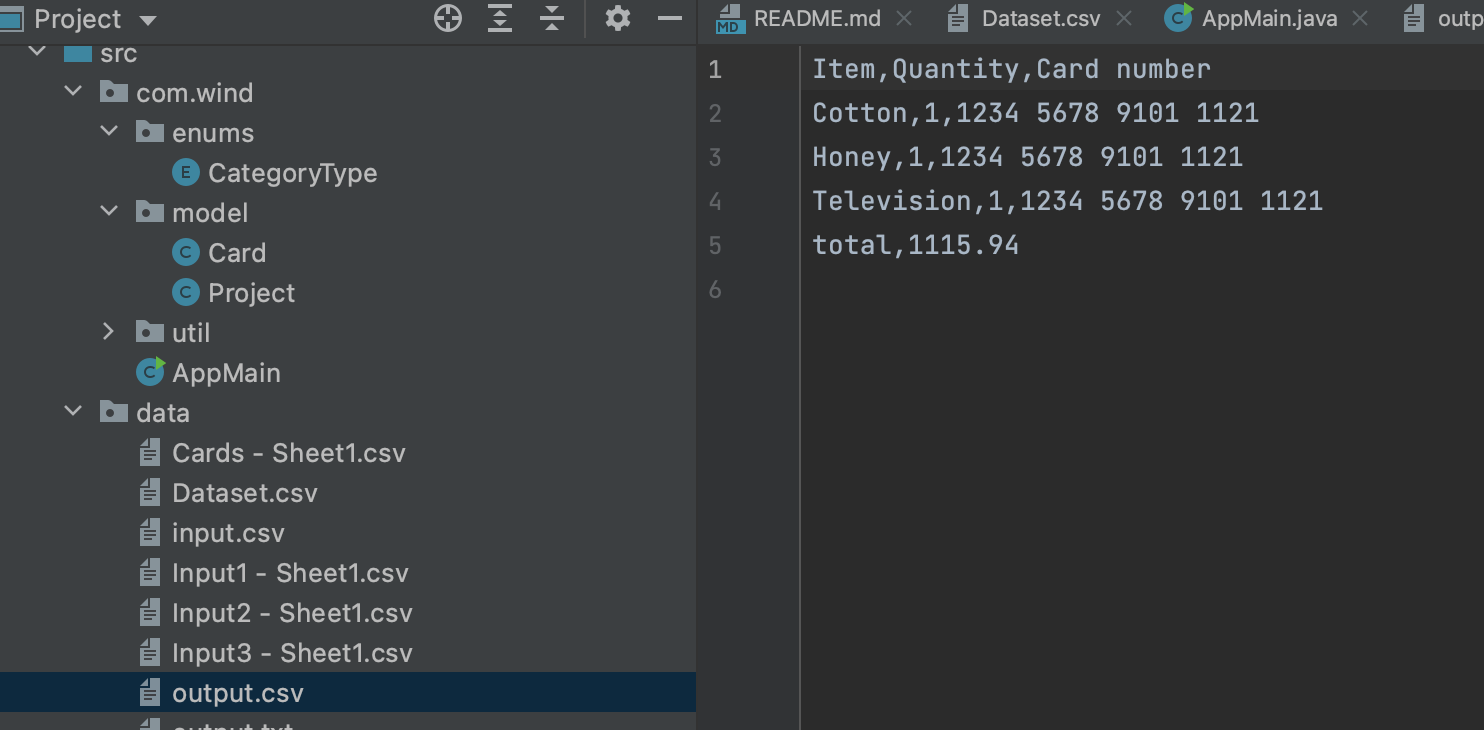 Project
README.md
Dataset.csv
AppMain.java
outp
src
com.wind
enums
E CategoryType
model
C Card
C Project
util
C AppMain
data
Cards - Sheet1.csv
Dataset.csv
input.csv
Input1 - Sheet1.csv
Input2 - Sheet1.csv
Input3 - Sheet1.csv
output.csv
output.txt
1 Item,Quantity,Card number
2 Cotton,1,1234 5678 9101 1121
3 Honey,1,1234 5678 9101 1121
4 Television,1,1234 5678 9101 1121
5 total,1115.94
6